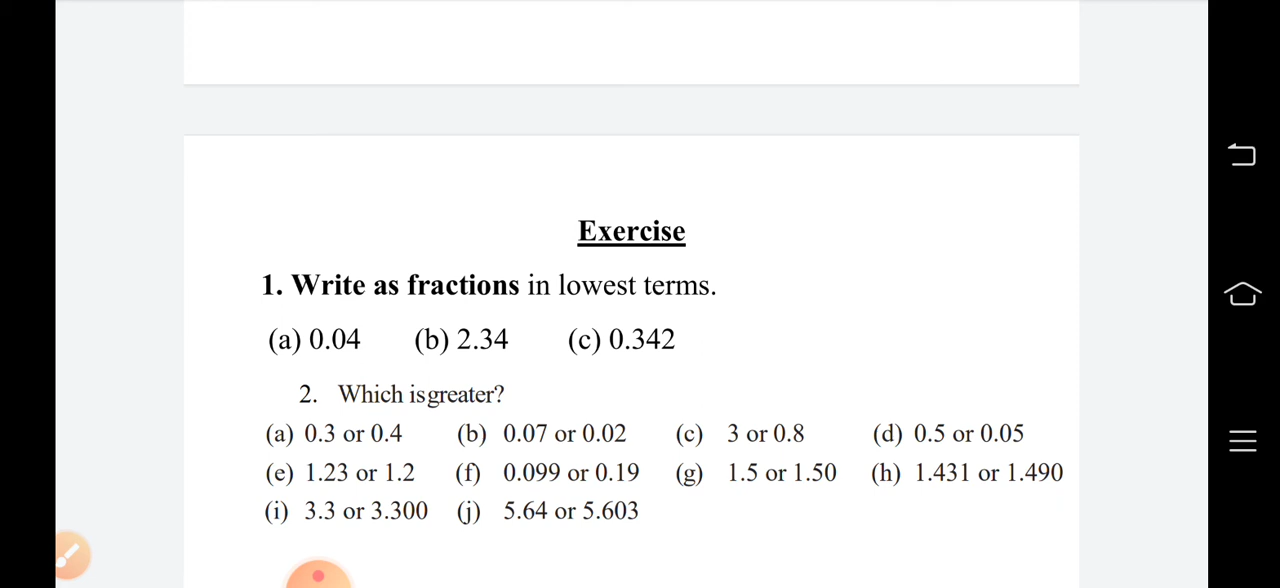 Exercise
1. Write as fractions in lowest terms.
(a) 0.04 (b) 2.34 (c) 0.342
2. Which is greater?
(a) 0.3 or 0.4 (b) 0.07 or 0.02 (c) 3 or 0.8 (d) 0.5 or 0.05
(e) 1.23 or 1.2 (f) 0.099 or 0.19 (g) 1.5 or 1.50 (h) 1.431 or 1.490
(i) 3.3 or 3.300 (j) 5.64 or 5.603